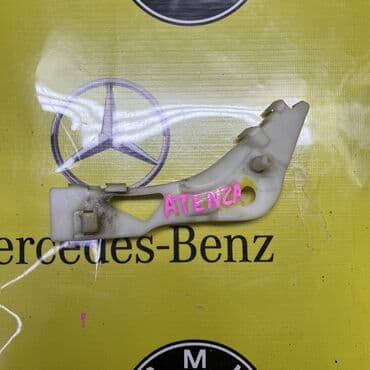 ATENZA
ercedes-Benz
M